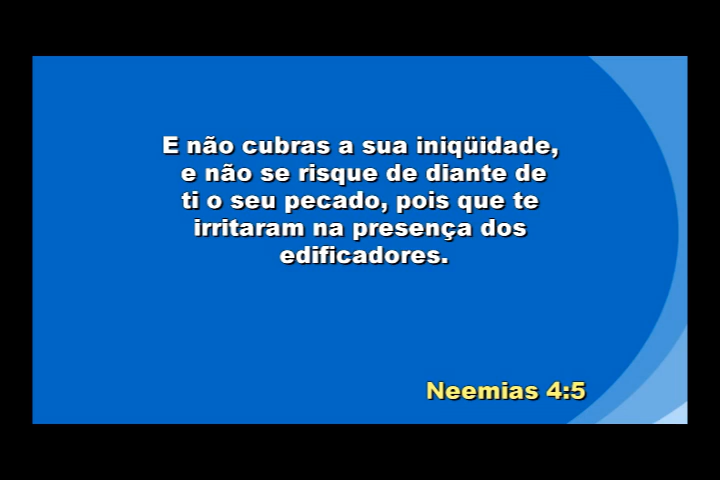 E não cubras a sua iniqüidade,
e não se risque de diante de
ti o seu pecado, pois que te
irritaram na presença dos
edificadores.
Neemias 4:5